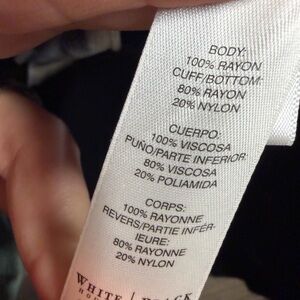 BODY:
100% RAYON
CUFF/BOTTOM:
80% RAYON
20% NYLON
CUERPO:
100% VISCOSA
PUÑO/PARTE INFERIOR:
80% VISCOSA
20% POLIAMIDA
CORPS:
100% RAYONNE
REVERS/PARTIE INFÉR-
IEURE:
80% RAYONNE
20% NYLON
WHITE | BLACK